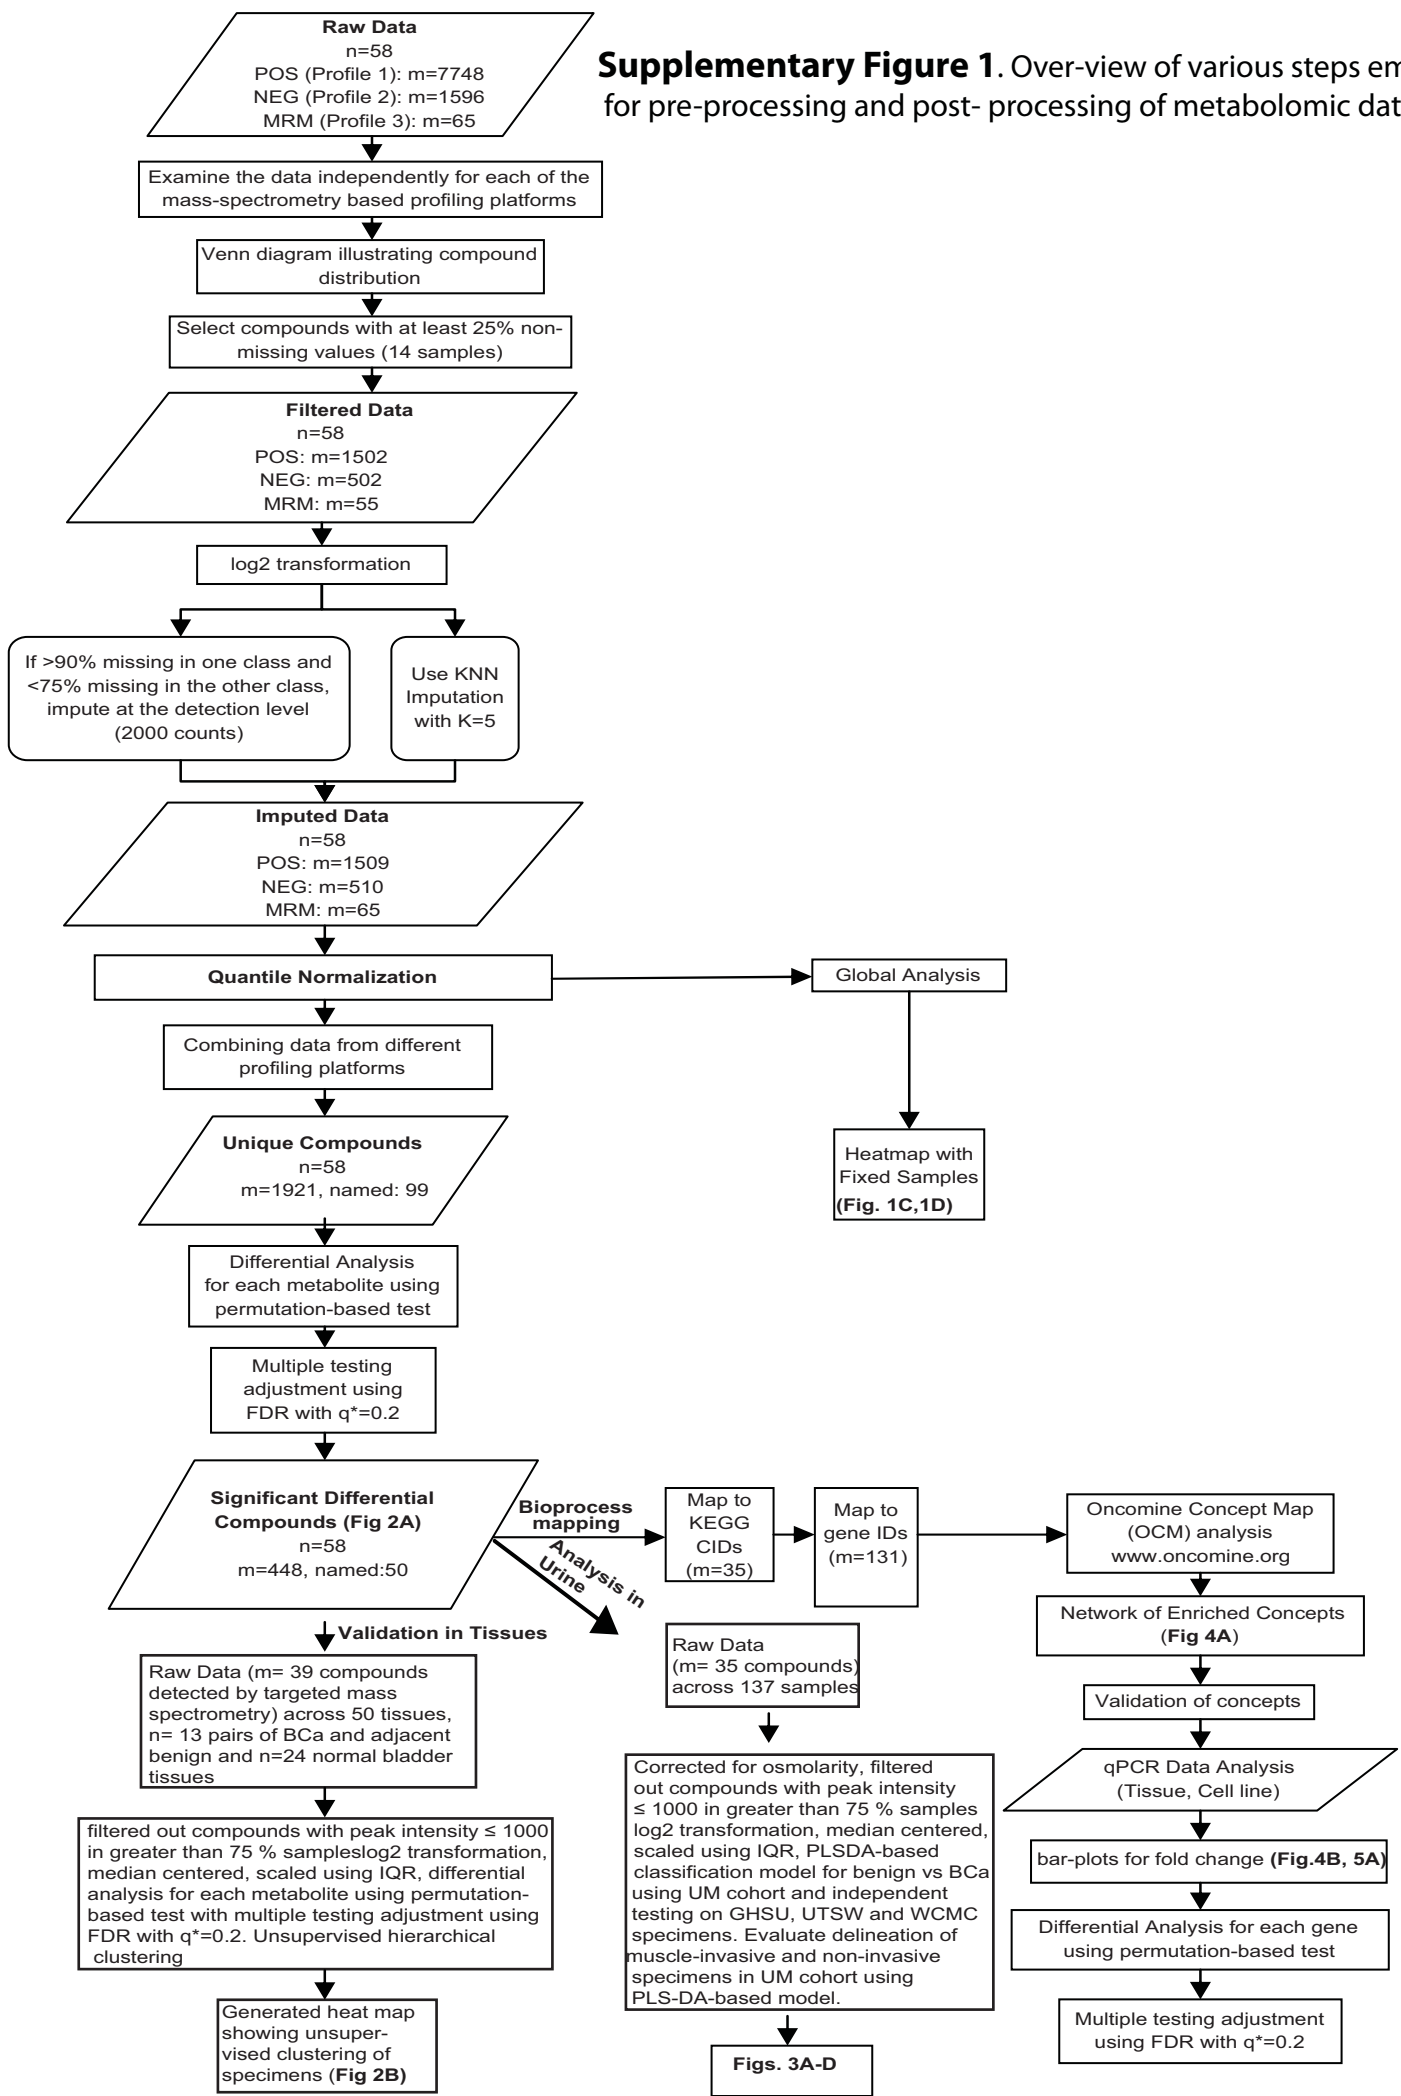 Supplementary Figure 1. Over-view of various steps em
for pre-processing and post- processing of metabolomic dat
Raw Data
n=58
POS (Profile 1): m=7748
NEG (Profile 2): m=1596
MRM (Profile 3): m=65
Examine the data independently for each of the
mass-spectrometry based profiling platforms
Venn diagram illustrating compound
distribution
Select compounds with at least 25% non-
missing values (14 samples)
Filtered Data
n=58
POS: m=1502
NEG: m=502
MRM: m=55
log2 transformation
If >90% missing in one class and
<75% missing in the other class,
impute at the detection level
(2000 counts)
Use KNN
Imputation
with K=5
Imputed Data
n=58
POS: m=1509
NEG: m=510
MRM: m=65
Quantile Normalization
Global Analysis
Heatmap with
Fixed Samples
(Fig. 1C,1D)
Combining data from different
profiling platforms
Unique Compounds
n=58
m=1921, named: 99
Differential Analysis
for each metabolite using
permutation-based test
Multiple testing
adjustment using
FDR with q*=0.2
Significant Differential
Compounds (Fig 2A)
n=58
m=448, named:50
Validation in Tissues
Raw Data (m= 39 compounds
detected by targeted mass
spectrometry) across 50 tissues,
n= 13 pairs of BCa and adjacent
benign and n=24 normal bladder
tissues
filtered out compounds with peak intensity ≤ 1000
in greater than 75 % sampleslog2 transformation,
median centered, scaled using IQR, differential
analysis for each metabolite using permutation-
based test with multiple testing adjustment using
FDR with q*=0.2. Unsupervised hierarchical
clustering
Generated heat map
showing unsuper-
vised clustering of
specimens (Fig 2B)
Analysis in
Urine
Raw Data
(m= 35 compounds)
across 137 samples
Corrected for osmolarity, filtered
out compounds with peak intensity
≤ 1000 in greater than 75 % samples
log2 transformation, median centered,
scaled using IQR, PLSDA-based
classification model for benign vs BCa
using UM cohort and independent
testing on GHSU, UTSW and WCMC
specimens. Evaluate delineation of
muscle-invasive and non-invasive
specimens in UM cohort using
PLS-DA-based model.
Figs. 3A-D
Bioprocess
mapping
Map to
KEGG
CIDs
(m=35)
Map to
gene IDs
(m=131)
Oncomine Concept Map
(OCM) analysis
www.oncomine.org
Network of Enriched Concepts
(Fig 4A)
Validation of concepts
qPCR Data Analysis
(Tissue, Cell line)
bar-plots for fold change (Fig.4B, 5A)
Differential Analysis for each gene
using permutation-based test
Multiple testing adjustment
using FDR with q*=0.2